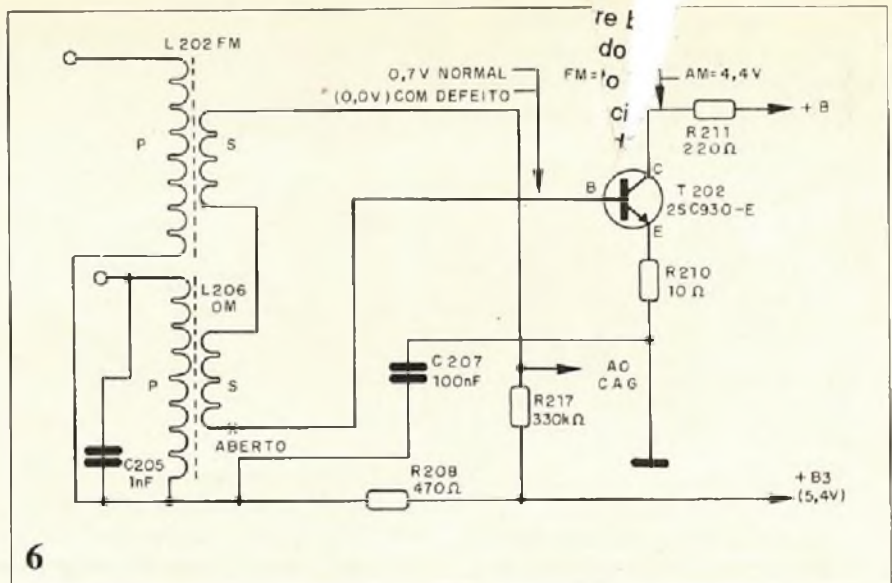 re
do
L 202 FM
0,7V NORMAL
(0,0V) COM DEFEITO
FM=
AM=4,4V
+ B
R211
220Ω
P
S
B
C
E
T 202
2SC930-E
R210
10Ω
L206
OM
P
S
C 207
100nF
AO
CAG
R217
330kΩ
ABERTO
C205
1nF
R208
470Ω
+ B3
(5,4V)
6